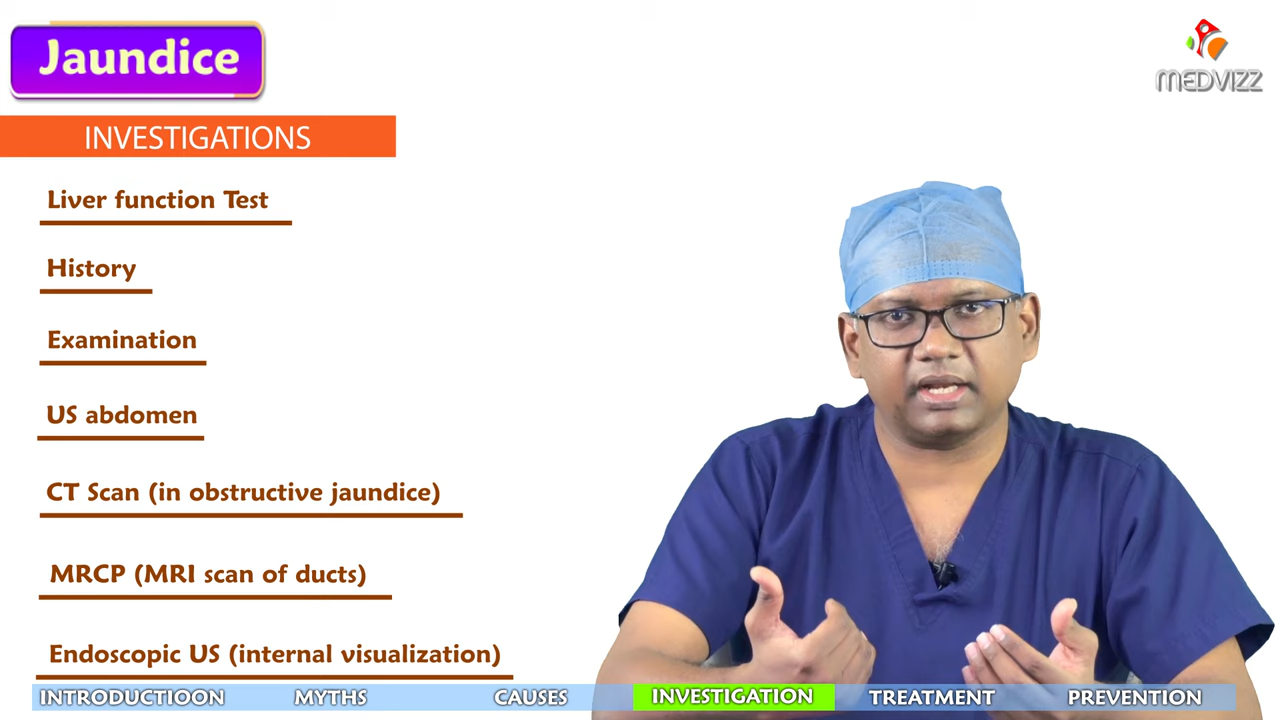 Jaundice
MEDVIZZ
INVESTIGATIONS
Liver function Test
History
Examination
US abdomen
CT Scan (in obstructive jaundice)
MRCP (MRI scan of ducts)
Endoscopic US (internal visualization)
INTRODUCTIOON MYTHS CAUSES INVESTIGATION TREATMENT PREVENTION